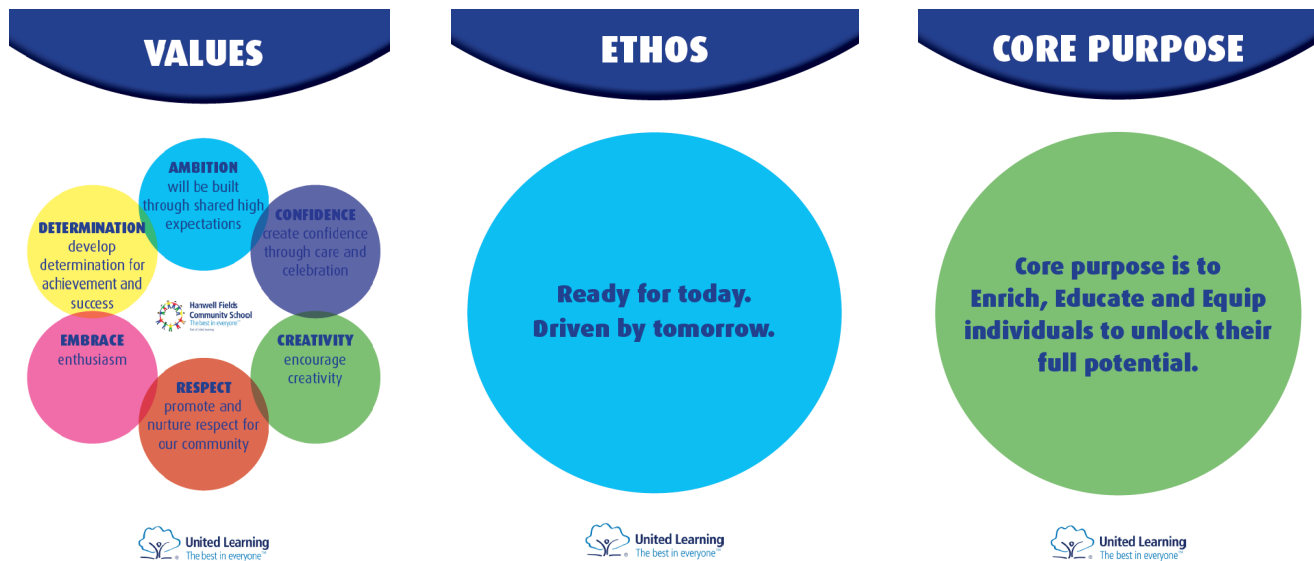 VALUES
AMBITION
will be built
through shared high
expectations
CONFIDENCE
create confidence
through care and
celebration
DETERMINATION
develop
determination for
achievement and
success
Hanwell Fields
Community School
The best in everyone™
EMBRACE
enthusiasm
CREATIVITY
encourage
creativity
RESPECT
promote and
nurture respect for
our community
United Learning
The best in everyone™
ETHOS
Ready for today.
Driven by tomorrow.
United Learning
The best in everyone™
CORE PURPOSE
Core purpose is to
Enrich, Educate and Equip
individuals to unlock their
full potential.
United Learning
The best in everyone™